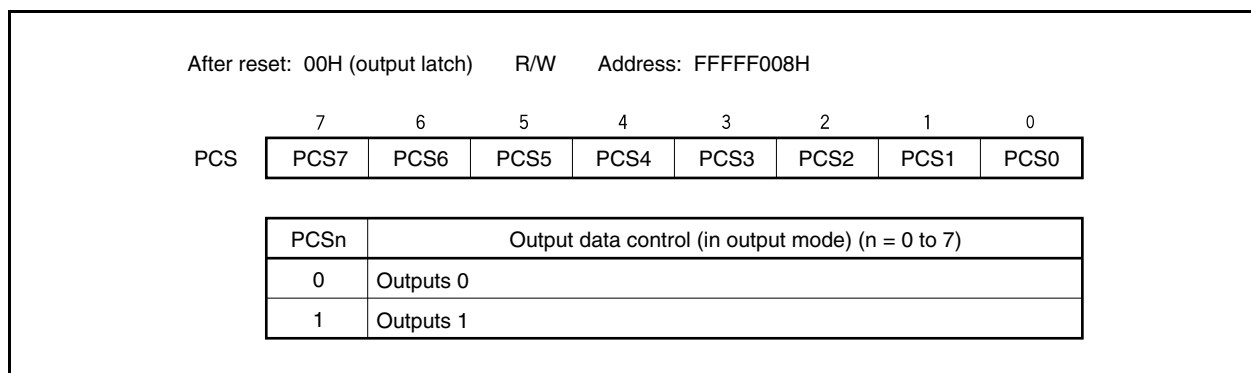 After reset: 00H (output latch) R/W Address: FFFFF008H
7 6 5 4 3 2 1 0
PCS PCS7 PCS6 PCS5 PCS4 PCS3 PCS2 PCS1 PCS0
PCSn Output data control (in output mode) (n = 0 to 7)
0 Outputs 0
1 Outputs 1